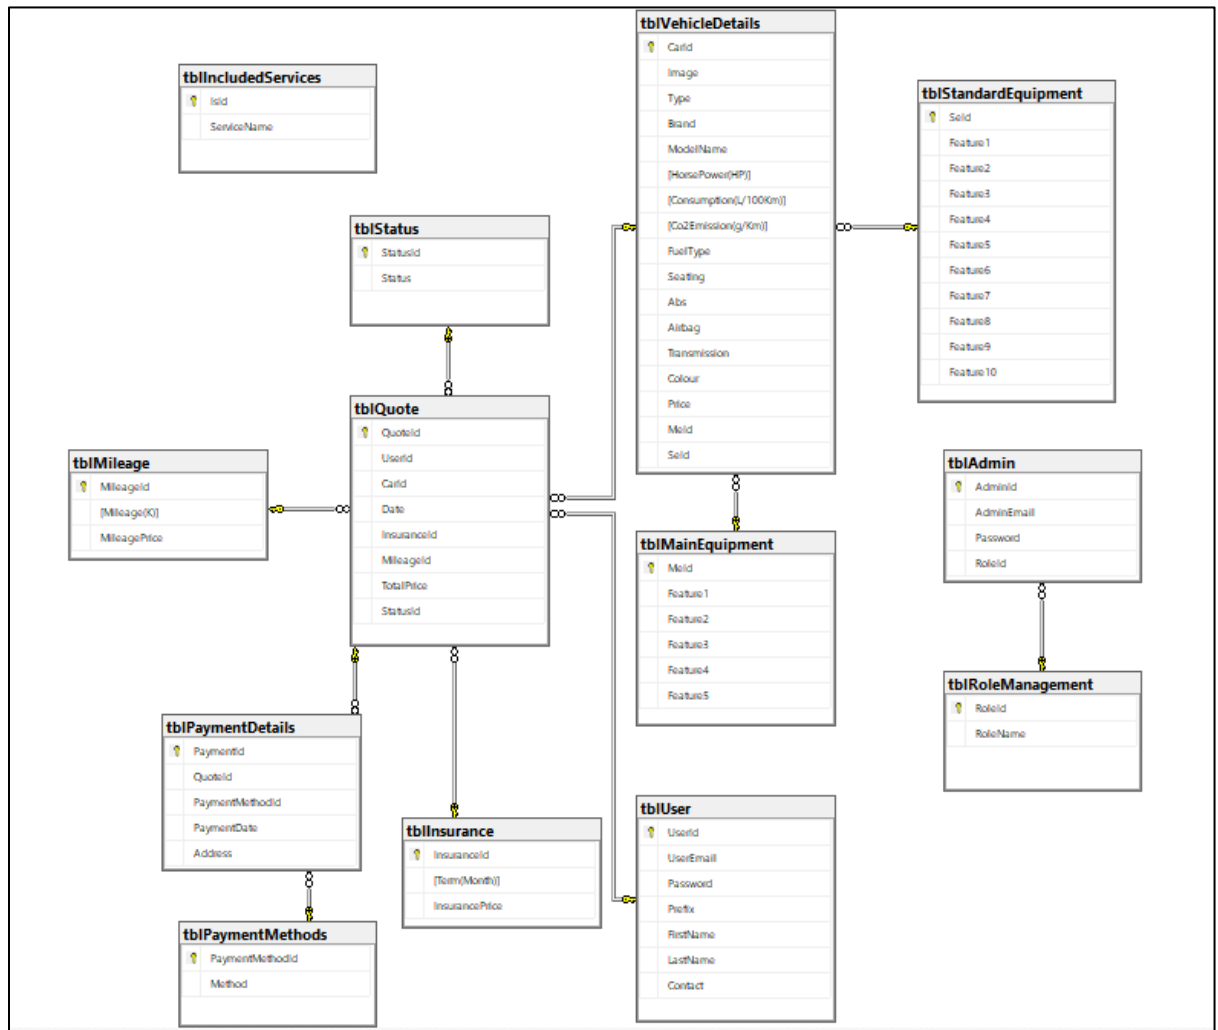 tblIncludedServices
IsId
ServiceName
tblStatus
StatusId
Status
tblMileage
MileageId
[Mileage(K)]
MileagePrice
tblQuote
QuoteId
UserId
CarId
Date
InsuranceId
MileageId
TotalPrice
StatusId
tblPaymentDetails
PaymentId
QuoteId
PaymentMethodId
PaymentDate
Address
tblPaymentMethods
PaymentMethodId
Method
tblInsurance
InsuranceId
[Term(Month)]
InsurancePrice
tblVehicleDetails
CarId
Image
Type
Brand
ModelName
[HorsePower(HP)]
[Consumption(L/100Km)]
[Co2Emission(g/Km)]
FuelType
Seating
Abs
Airbag
Transmission
Colour
Price
MeId
SeId
tblMainEquipment
MeId
Feature1
Feature2
Feature3
Feature4
Feature5
tblUser
UserId
UserEmail
Password
Prefix
FirstName
LastName
Contact
tblStandardEquipment
SeId
Feature1
Feature2
Feature3
Feature4
Feature5
Feature6
Feature7
Feature8
Feature9
Feature10
tblAdmin
AdminId
AdminEmail
Password
RoleId
tblRoleManagement
RoleId
RoleName